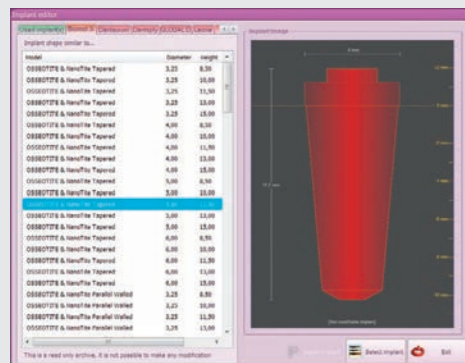 Implant editor
Used implant(s) Biomet 3i Dentaurum Dentsply GLIDEACO Leone
Implant shape similar to...
Model Diameter Height
OSSEOTITE & NanoTite Tapered 3,25 8,50
OSSEOTITE & NanoTite Tapered 3,25 10,00
OSSEOTITE & NanoTite Tapered 3,25 11,50
OSSEOTITE & NanoTite Tapered 3,25 13,00
OSSEOTITE & NanoTite Tapered 3,25 15,00
OSSEOTITE & NanoTite Tapered 4,00 8,50
OSSEOTITE & NanoTite Tapered 4,00 10,00
OSSEOTITE & NanoTite Tapered 4,00 11,50
OSSEOTITE & NanoTite Tapered 4,00 13,00
OSSEOTITE & NanoTite Tapered 4,00 15,00
OSSEOTITE & NanoTite Tapered 5,00 8,50
OSSEOTITE & NanoTite Tapered 5,00 10,00
OSSEOTITE & NanoTite Tapered
OSSEOTITE & NanoTite Tapered 5,00 13,00
OSSEOTITE & NanoTite Tapered 5,00 15,00
OSSEOTITE & NanoTite Tapered 6,00 8,50
OSSEOTITE & NanoTite Tapered 6,00 10,00
OSSEOTITE & NanoTite Tapered 6,00 11,50
OSSEOTITE & NanoTite Tapered 6,00 13,00
OSSEOTITE & NanoTite Tapered 6,00 15,00
OSSEOTITE & NanoTite Parallel Walled 3,25 8,50
OSSEOTITE & NanoTite Parallel Walled 3,25 10,00
OSSEOTITE & NanoTite Parallel Walled 3,25 11,50
OSSEOTITE & NanoTite Parallel Walled 3,25 13,00
This is a read only archive, it is not possible to make any modification
Implant image
Select implant
Exit